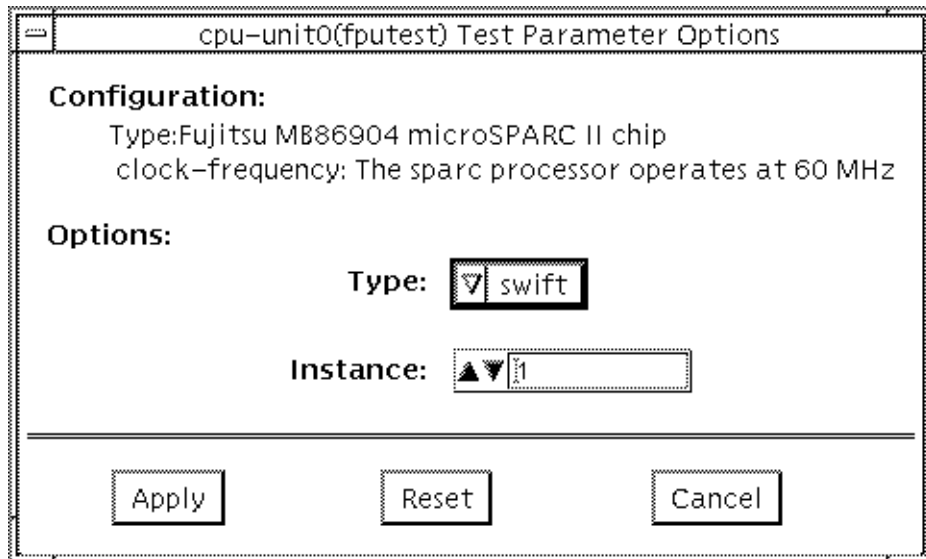 cpu-unit0(fputest) Test Parameter Options
Configuration:
Type:Fujitsu MB86904 microSPARC II chip
clock-frequency: The sparc processor operates at 60 MHz
Options:
Type: swift
Instance: 1
Apply Reset Cancel